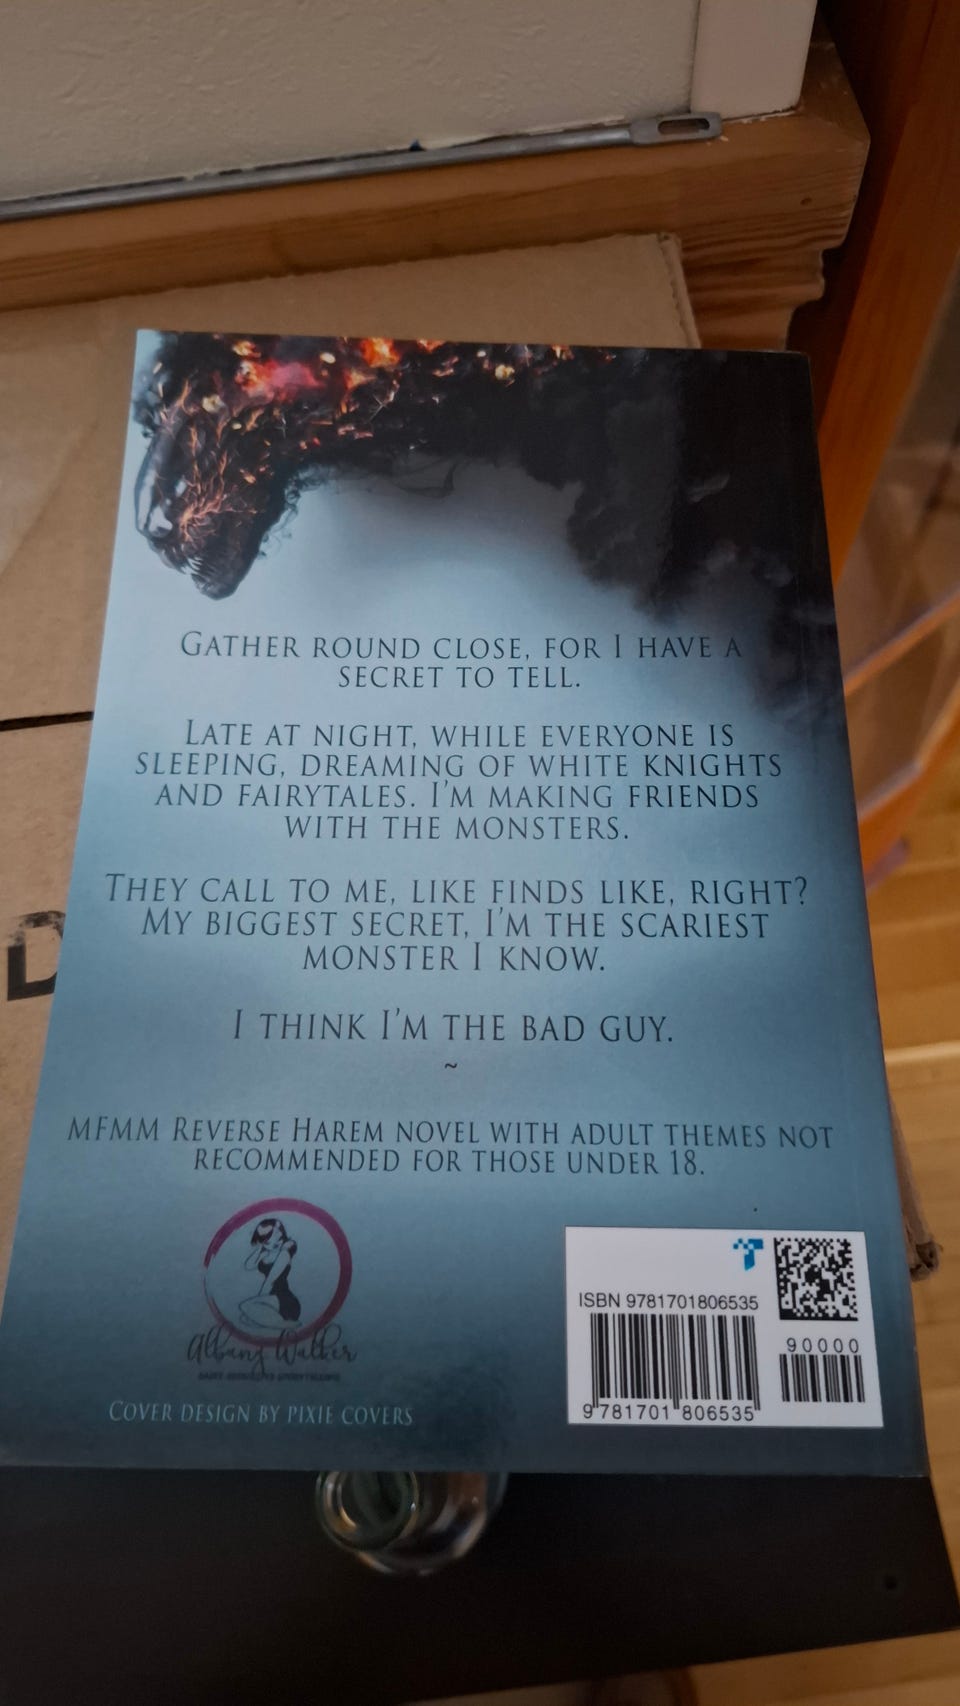 GATHER ROUND CLOSE, FOR I HAVE A
SECRET TO TELL.
LATE AT NIGHT, WHILE EVERYONE IS
SLEEPING, DREAMING OF WHITE KNIGHTS
AND FAIRYTALES. I'M MAKING FRIENDS
WITH THE MONSTERS.
THEY CALL TO ME, LIKE FINDS LIKE, RIGHT?
MY BIGGEST SECRET, I'M THE SCARIEST
MONSTER I KNOW.
I THINK I'M THE BAD GUY.
~
MFMM REVERSE HAREM NOVEL WITH ADULT THEMES NOT
RECOMMENDED FOR THOSE UNDER 18.
Albany Walker
COVER DESIGN BY PIXIE COVERS
ISBN 9781701806535
90000
9 781701 806535
D